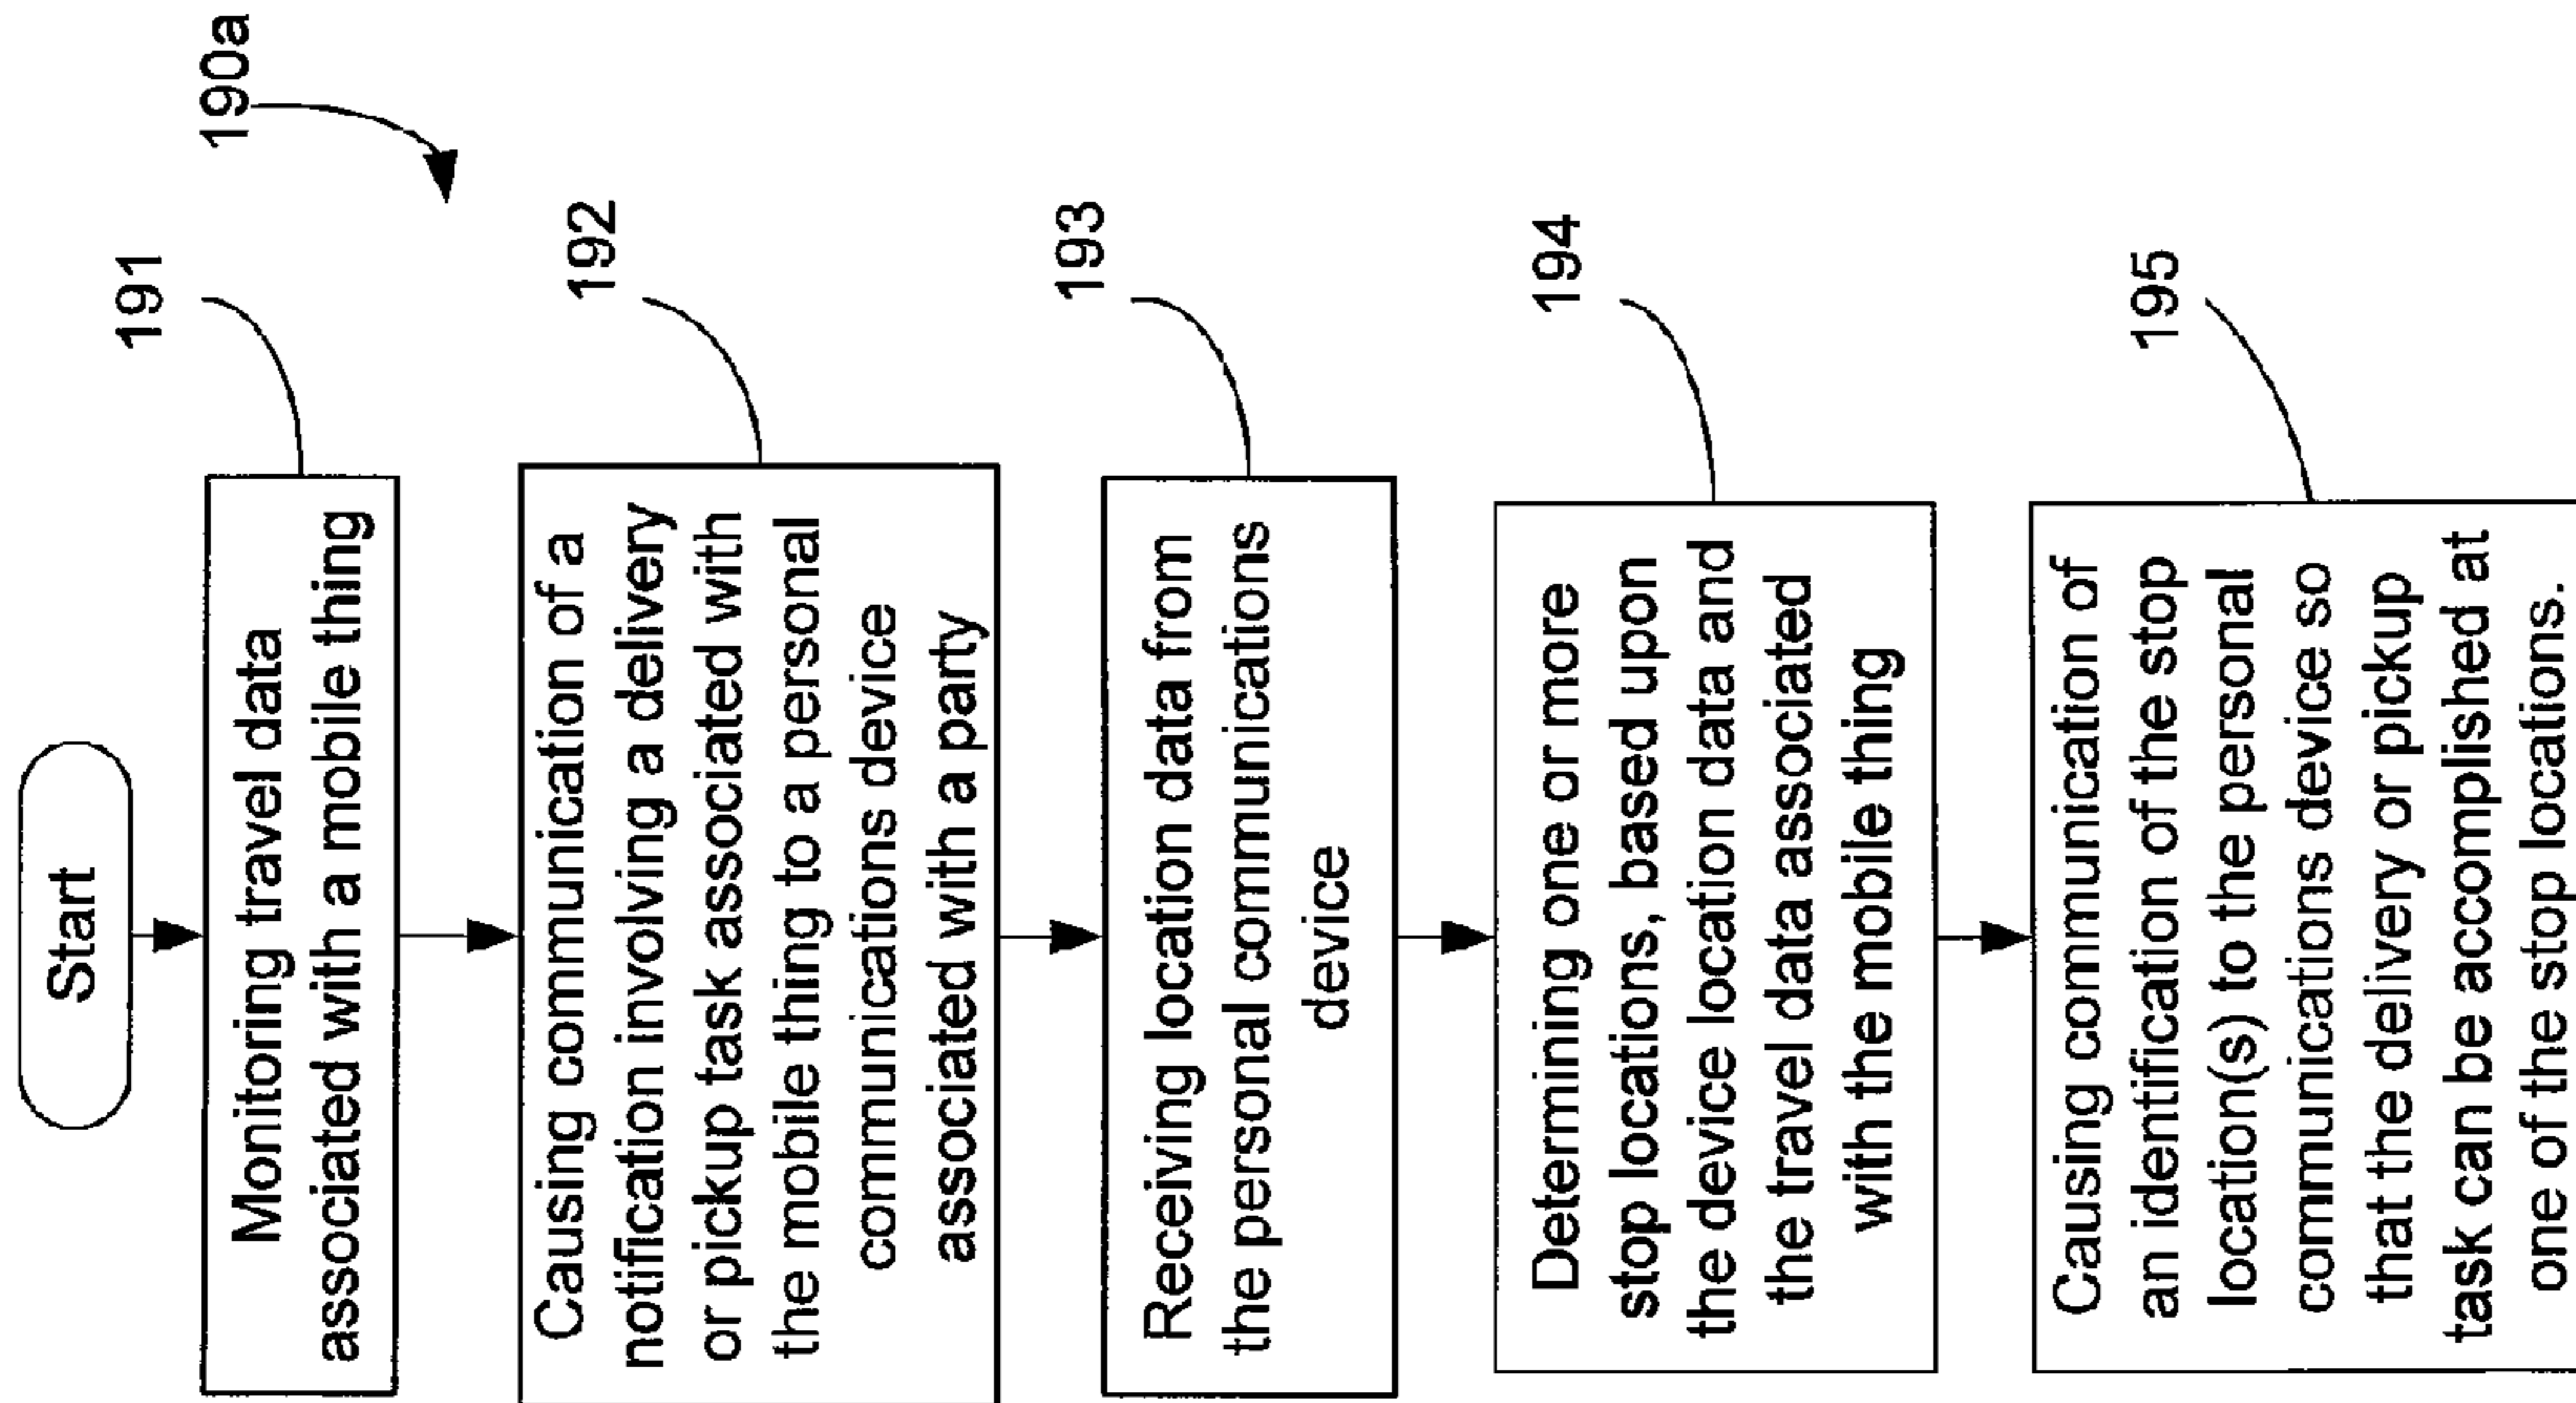 Start
190a
191
Monitoring travel data
associated with a mobile thing
192
Causing communication of a
notification involving a delivery
or pickup task associated with
the mobile thing to a personal
communications device
associated with a party
193
Receiving location data from
the personal communications
device
194
Determining one or more
stop locations, based upon
the device location data and
the travel data associated
with the mobile thing
195
Causing communication of
an identification of the stop
location(s) to the personal
communications device so
that the delivery or pickup
task can be accomplished at
one of the stop locations.